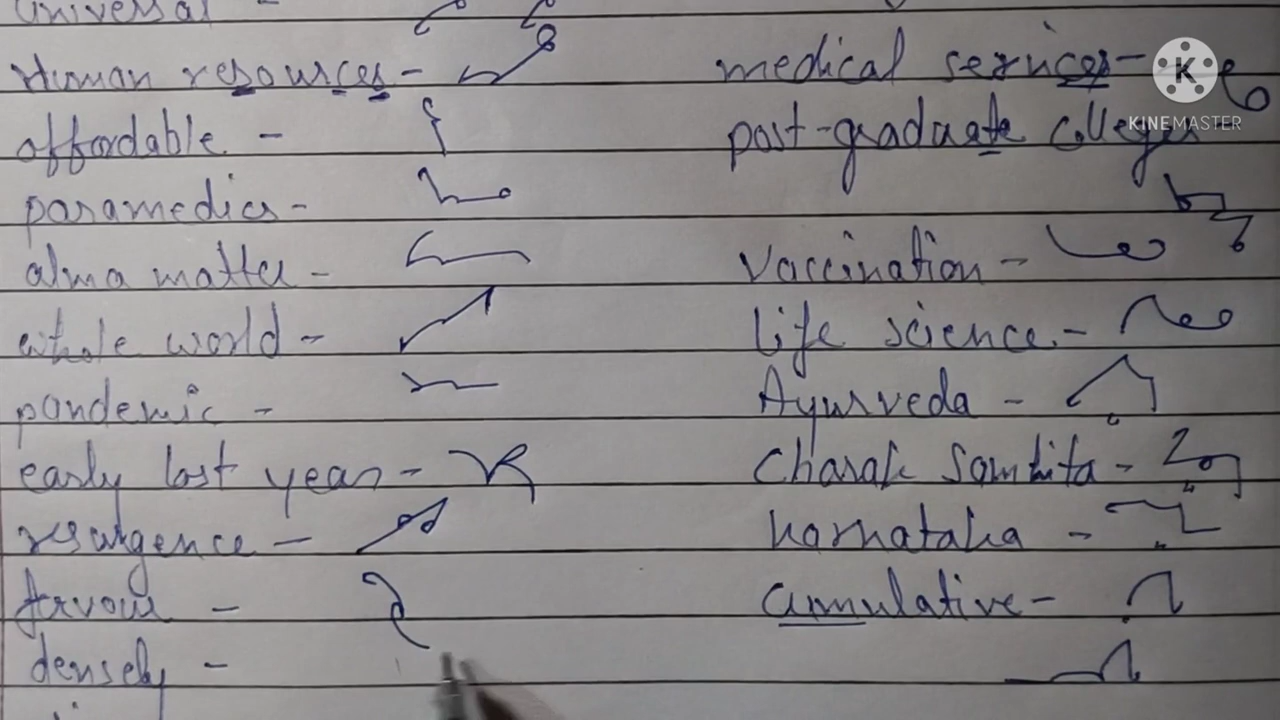 universal -
Human resources -
affordable -
paramedics -
alma matter -
whole world -
pandemic -
early last year -
resurgence -
fervour -
densely -
medical services -
K
KINEMASTER
post-graduate colleges -
Vaccination -
life science. -
Ayurveda -
Charak Samhita -
Karnataka -
Cummulative -